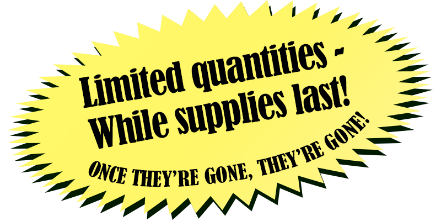 Limited quantities -
While supplies last!
ONCE THEY'RE GONE, THEY'RE GONE!